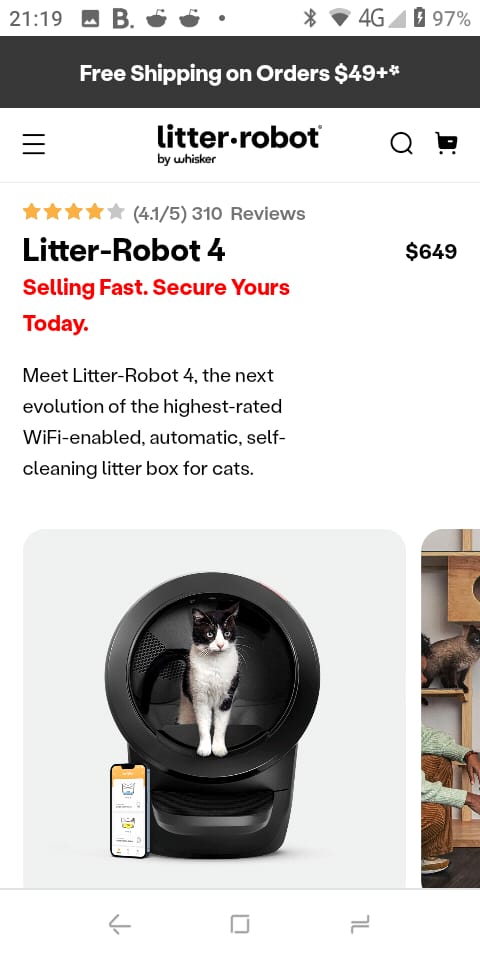 21:19 B. 4G 97%
Free Shipping on Orders $49+*
litter-robot®
by whisker
(4.1/5) 310 Reviews
Litter-Robot 4 $649
Selling Fast. Secure Yours
Today.
Meet Litter-Robot 4, the next
evolution of the highest-rated
WiFi-enabled, automatic, self-
cleaning litter box for cats.